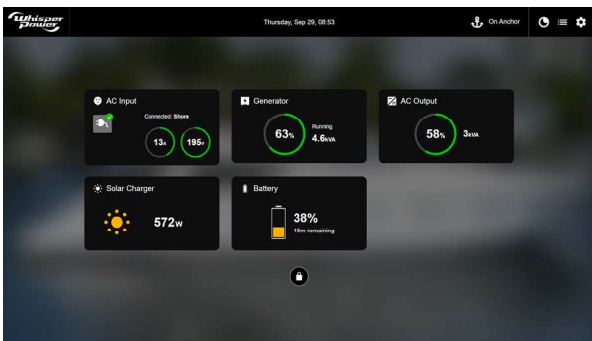 Whisper Power
Thursday, Sep 29, 08:53
On Anchor
AC Input
Connected: Shore
13A
195V
Generator
63%
Running
4.6kVA
AC Output
58%
3kVA
Solar Charger
572W
Battery
38%
16m remaining